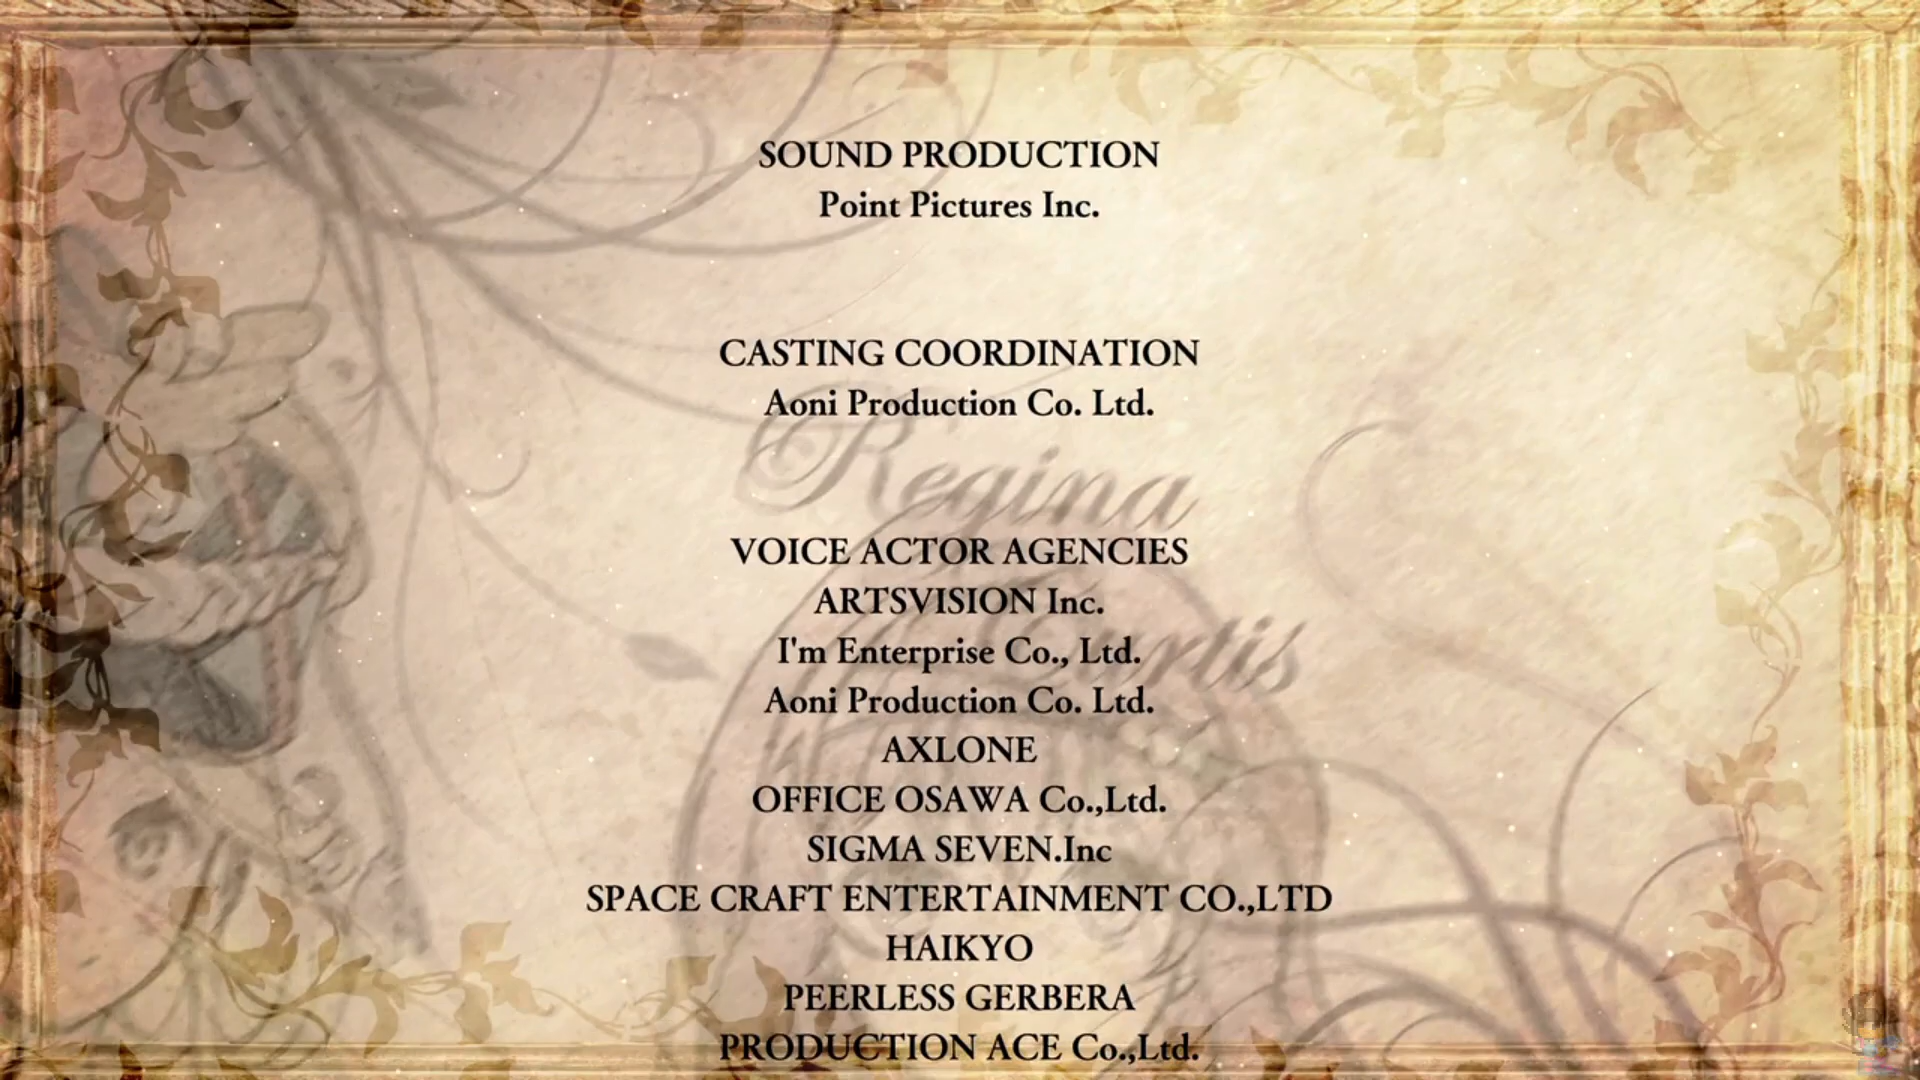 SOUND PRODUCTION
Point Pictures Inc.
CASTING COORDINATION
Aoni Production Co. Ltd.
Regina
VOICE ACTOR AGENCIES
ARTSVISION Inc.
I'm Enterprise Co., Ltd.
Curtis
Aoni Production Co. Ltd.
AXLONE
OFFICE OSAWA Co.,Ltd.
SIGMA SEVEN.Inc
SPACE CRAFT ENTERTAINMENT CO.,LTD
HAIKYO
PEERLESS GERBERA
PRODUCTION ACE Co.,Ltd.